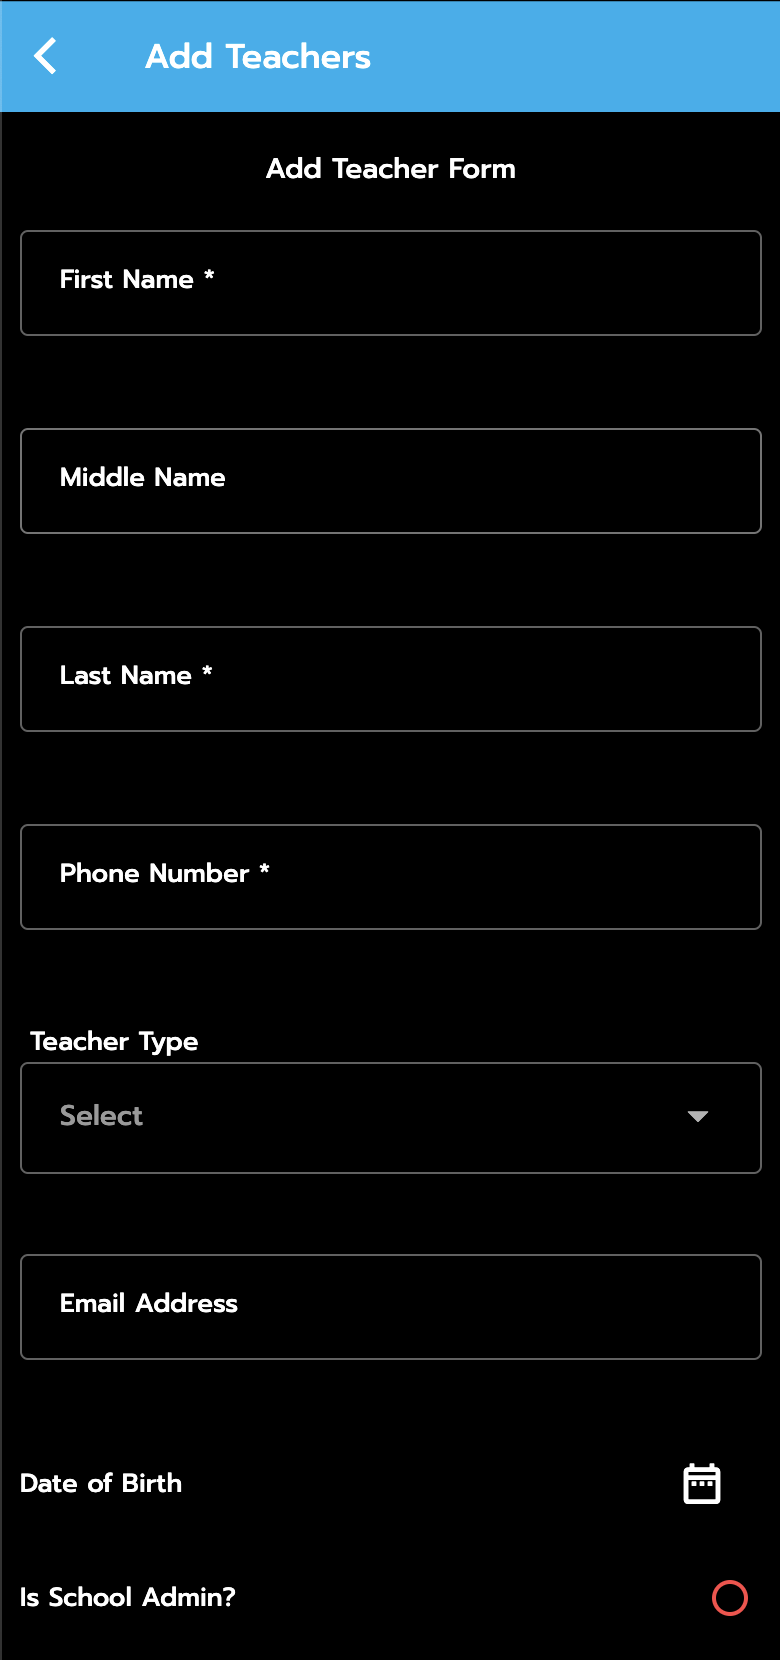 Add Teachers
Add Teacher Form
First Name *
Middle Name
Last Name *
Phone Number *
Teacher Type
Select
Email Address
Date of Birth
Is School Admin?